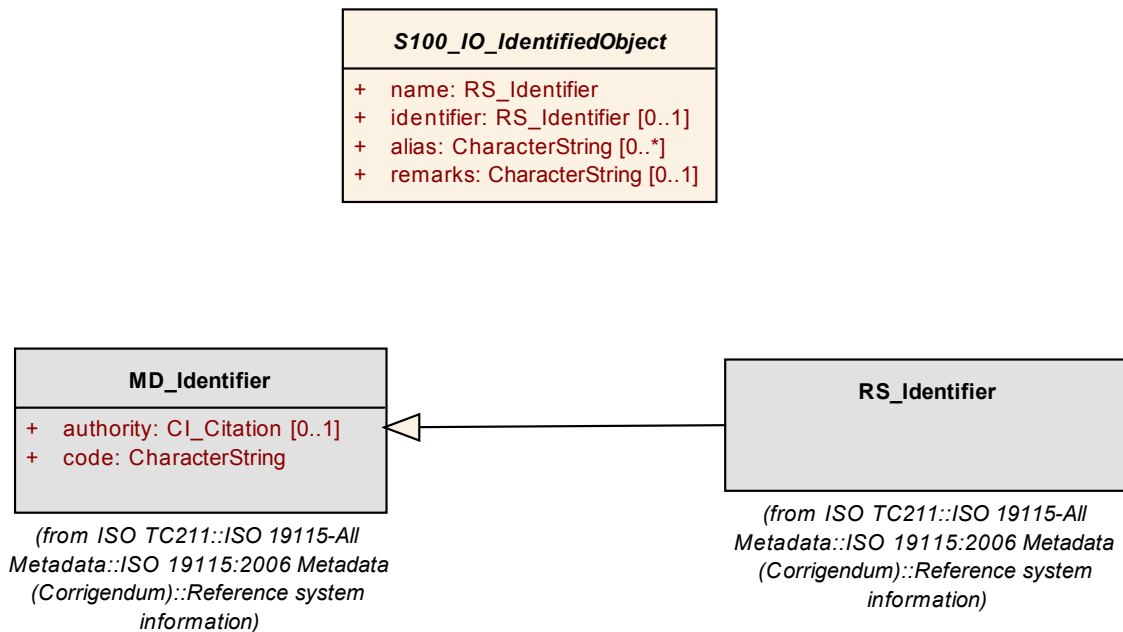 S100_IO_IdentifiedObject
+ name: RS_Identifier
+ identifier: RS_Identifier [0..1]
+ alias: CharacterString [0..*]
+ remarks: CharacterString [0..1]
MD_Identifier
+ authority: CI_Citation [0..1]
+ code: CharacterString
(from ISO TC211::ISO 19115-All
Metadata::ISO 19115:2006 Metadata
(Corrigendum)::Reference system
information)
RS_Identifier
(from ISO TC211::ISO 19115-All
Metadata::ISO 19115:2006 Metadata
(Corrigendum)::Reference system
information)